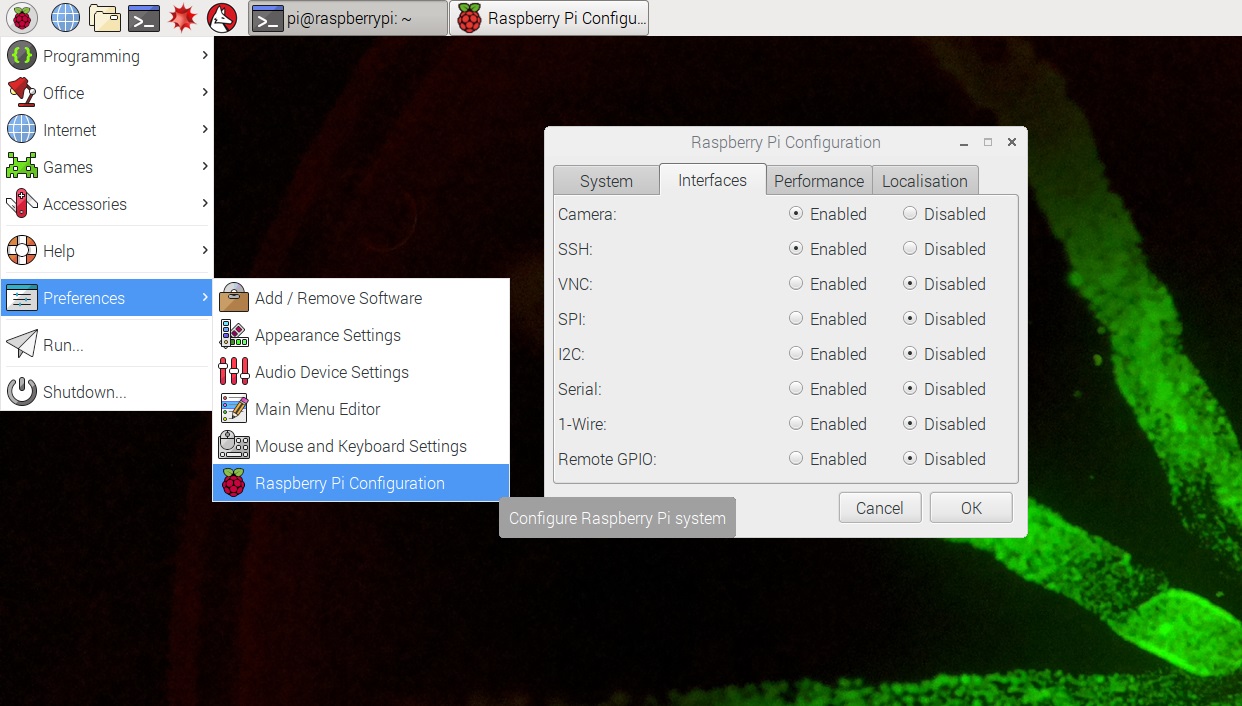 pi@raspberrypi: ~
Raspberry Pi Configu...
Programming
Office
Internet
Games
Accessories
Help
Preferences
Run...
Shutdown...
Add / Remove Software
Appearance Settings
Audio Device Settings
Main Menu Editor
Mouse and Keyboard Settings
Raspberry Pi Configuration
Configure Raspberry Pi system
Raspberry Pi Configuration
System Interfaces Performance Localisation
Camera: Enabled Disabled
SSH: Enabled Disabled
VNC: Enabled Disabled
SPI: Enabled Disabled
I2C: Enabled Disabled
Serial: Enabled Disabled
1-Wire: Enabled Disabled
Remote GPIO: Enabled Disabled
Cancel OK